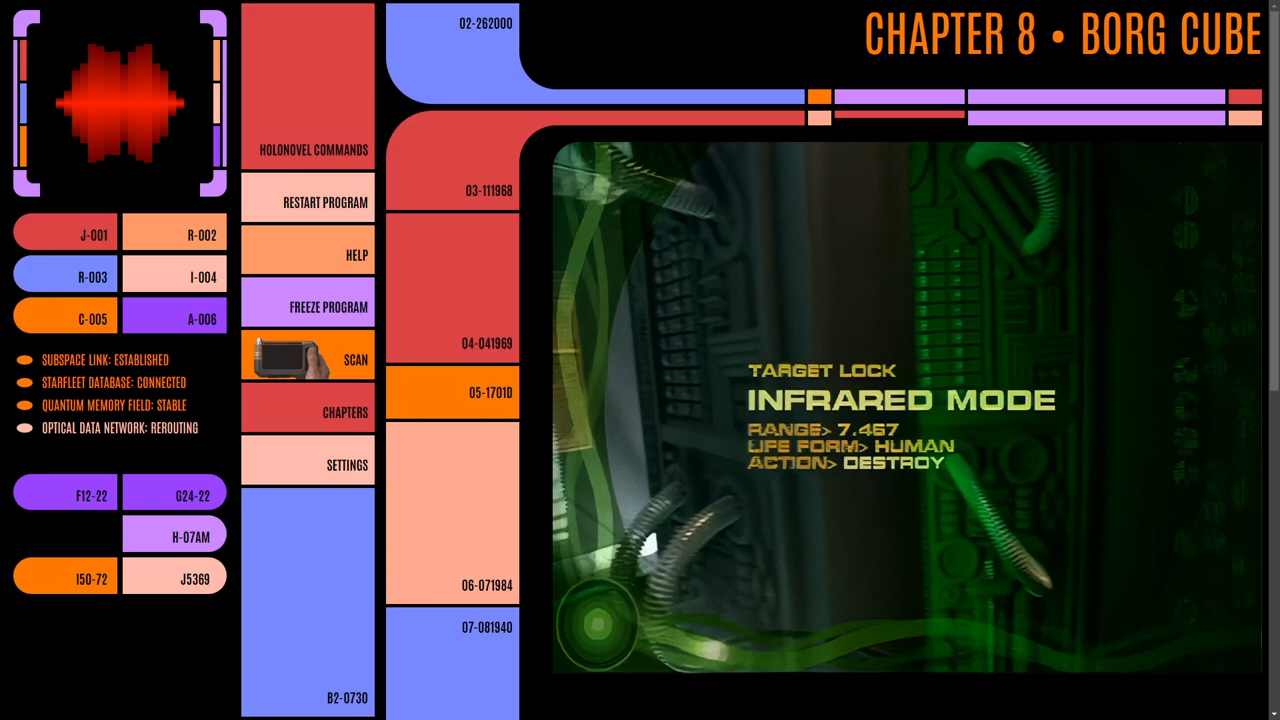 CHAPTER 8 • BORG CUBE
J-001
R-002
R-003
I-004
C-005
A-006
SUBSPACE LINK: ESTABLISHED
STARFLEET DATABASE: CONNECTED
QUANTUM MEMORY FIELD: STABLE
OPTICAL DATA NETWORK: REROUTING
F12-22
G24-22
H-07AM
I50-72
J5369
HOLONOVEL COMMANDS
RESTART PROGRAM
HELP
FREEZE PROGRAM
SCAN
CHAPTERS
SETTINGS
B2-0730
02-262000
03-111968
04-041969
05-1701D
06-071984
07-081940
TARGET LOCK
INFRARED MODE
RANGE> 7.467
LIFE FORM> HUMAN
ACTION> DESTROY